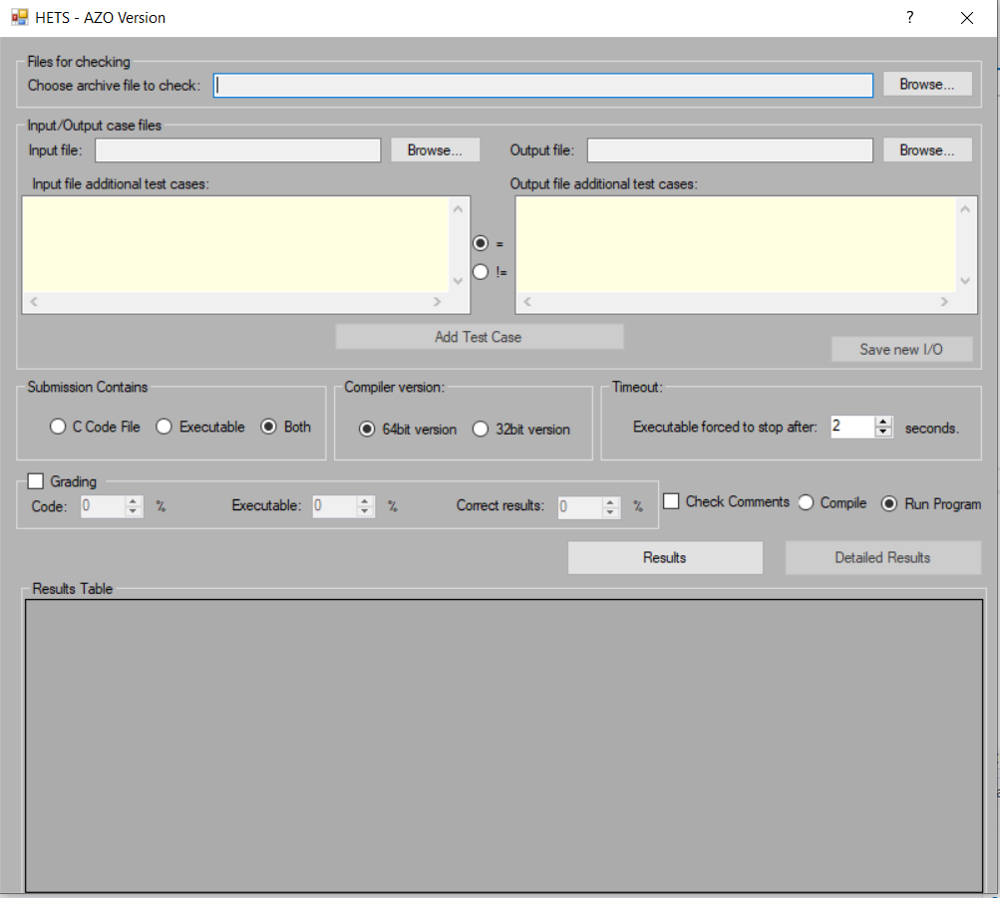 HETS - AZO Version ?
Files for checking
Choose archive file to check: Browse...
Input/Output case files
Input file: Browse... Output file: Browse...
Input file additional test cases: Output file additional test cases:
=
!=
Add Test Case
Save new I/O
Submission Contains Compiler version: Timeout:
C Code File Executable Both 64bit version 32bit version Executable forced to stop after: 2 seconds.
Grading
Code: 0 % Executable: 0 % Correct results: 0 % Check Comments Compile Run Program
Results Detailed Results
Results Table